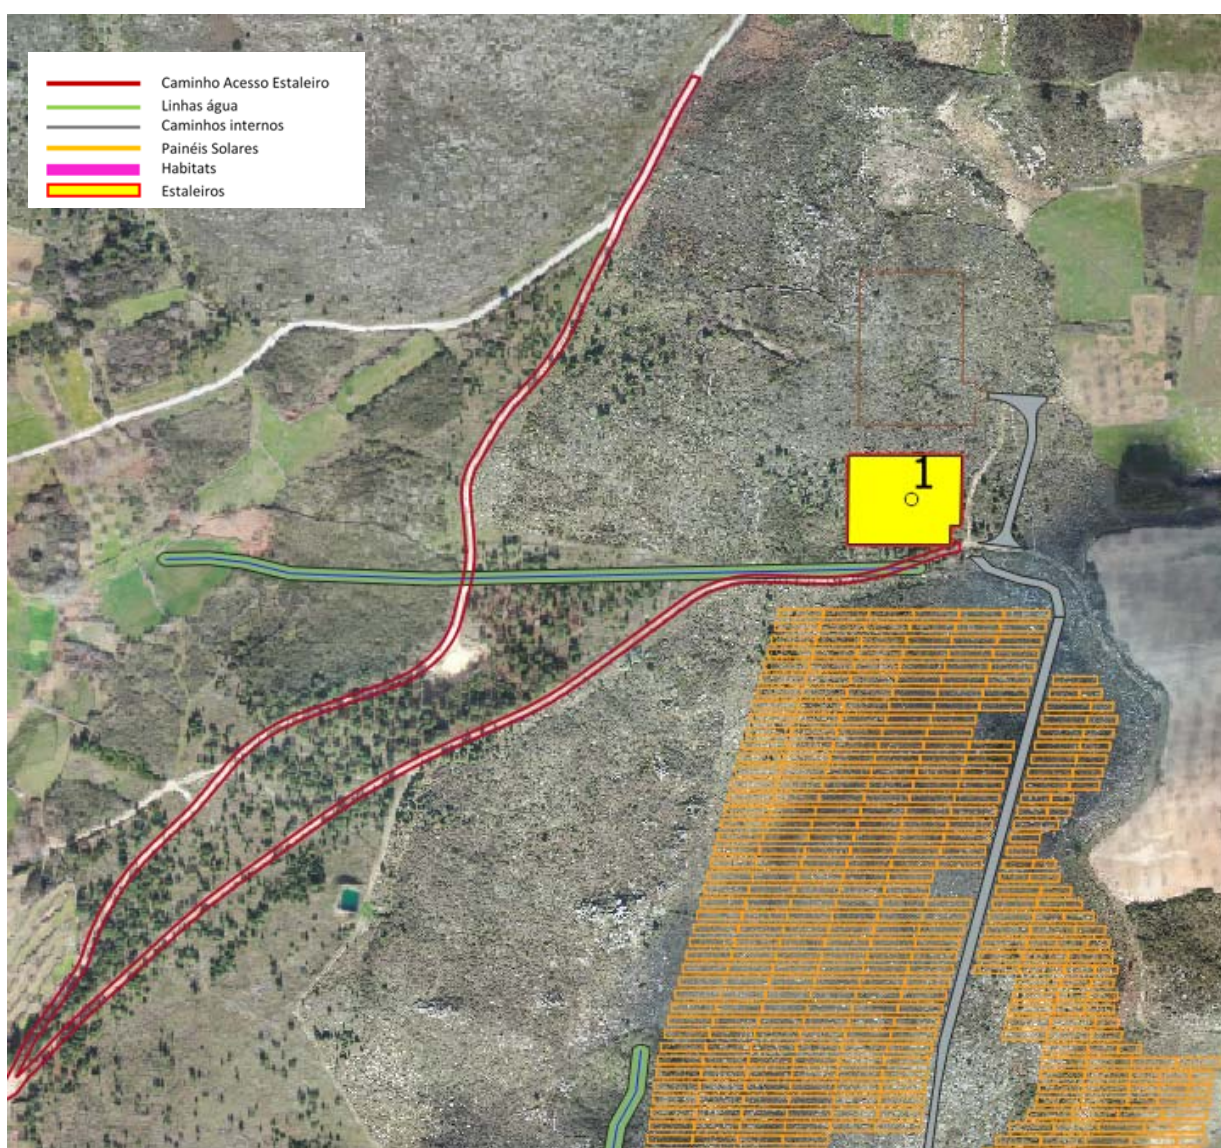 Caminho Acesso Estaleiro
Linhas água
Caminhos internos
Painéis Solares
Habitats
Estaleiros
1